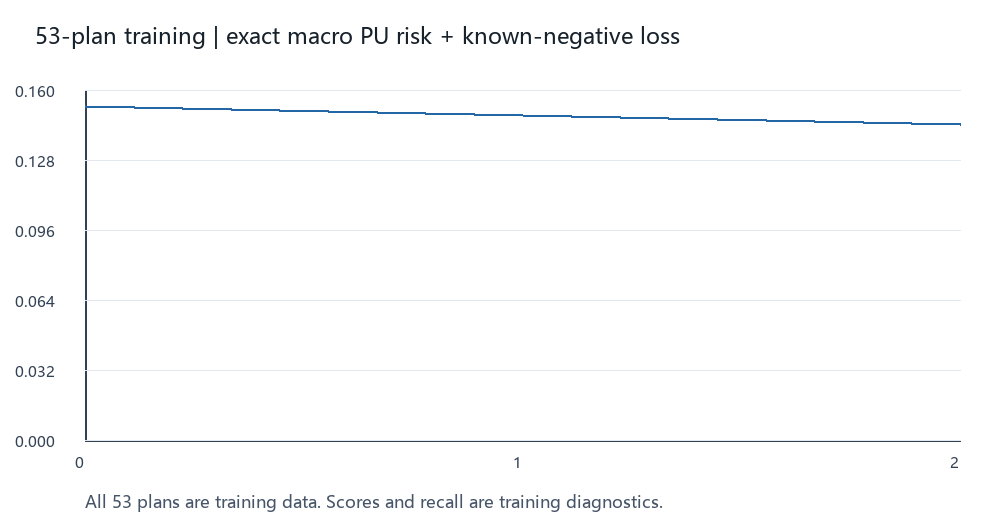 53-plan training | exact macro PU risk + known-negative loss
0.160
0.128
0.096
0.064
0.032
0.000
0 1 2
All 53 plans are training data. Scores and recall are training diagnostics.